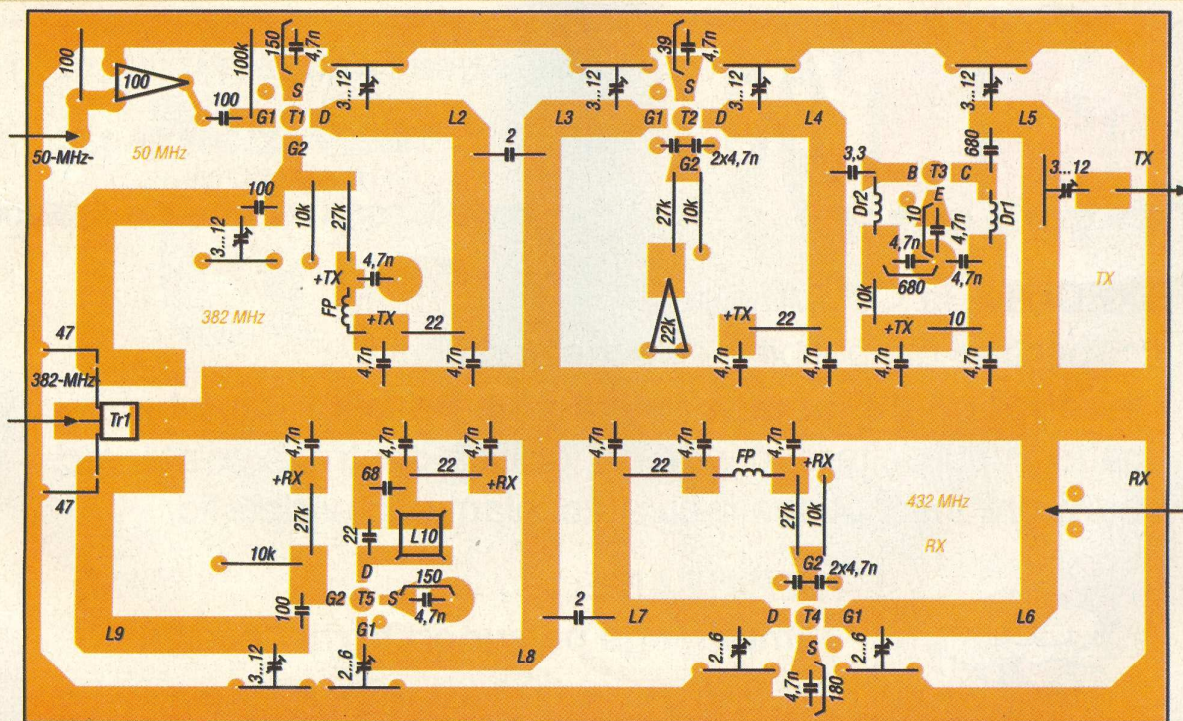 100
100
100k
150
4,7n
3...12
39
4,7n
3...12
3...12
3...12
100
G1
T1
D
S
G2
L2
L3
G1
T2
D
S
G2
2x4,7n
L4
L5
50-MHz-
50 MHz
2
3,3
680
B
T3
C
E
TX
3...12
100
3...12
10k
27k
27k
10k
Dr2
10
4,7n
Dr1
4,7n
+TX
4,7n
4,7n
680
TX
382 MHz
FP
+TX
22
22k
+TX
22
10k
+TX
10
47
4,7n
4,7n
4,7n
4,7n
4,7n
4,7n
382-MHz-
Tr1
4,7n
4,7n
4,7n
4,7n
4,7n
4,7n
47
+RX
68
22
+RX
22
FP
+RX
RX
27k
22
L10
27k
10k
432 MHz
RX
10k
D
150
G2
2x4,7n
100
G2
T5
S
4,7n
G1
2
L7
D
T4
G1
L6
L9
L8
S
3...12
2...6
2...6
2...6
4,7n
180